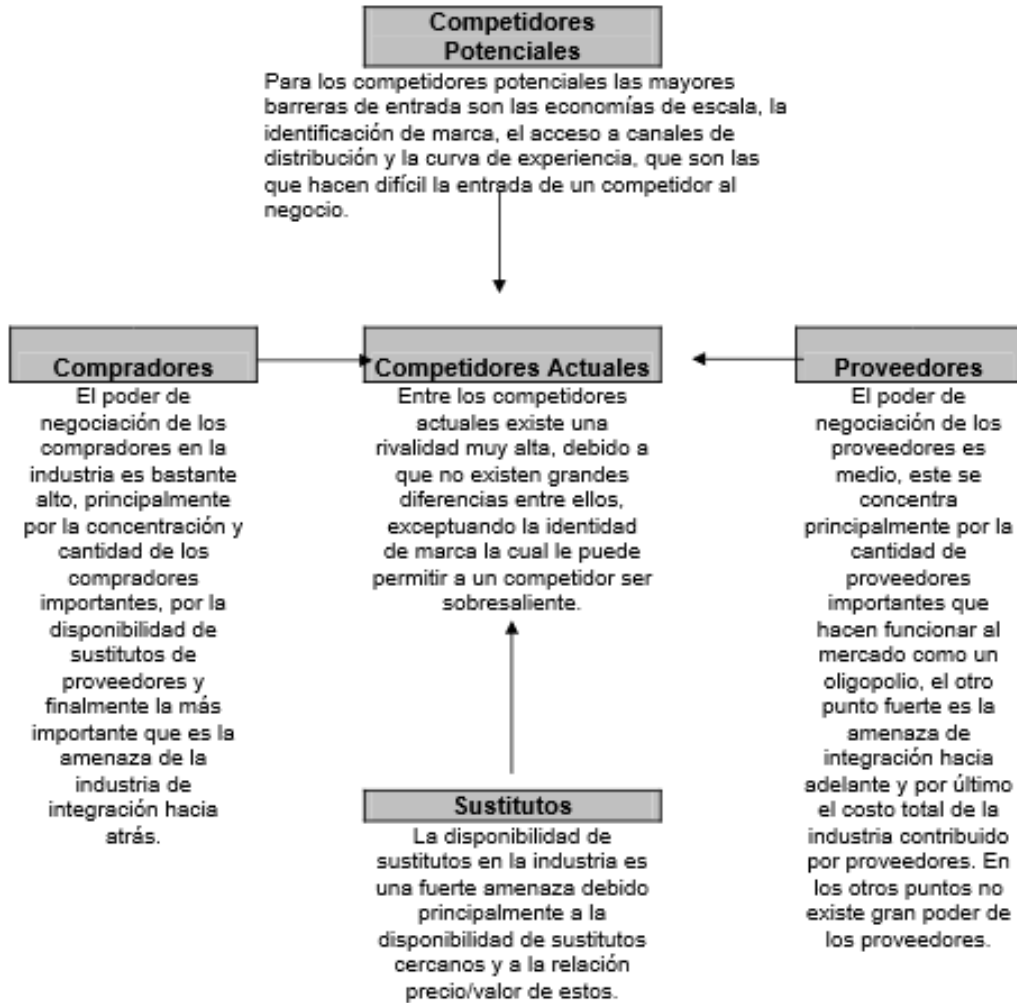 Competidores
Potenciales
Para los competidores potenciales las mayores
barreras de entrada son las economías de escala, la
identificación de marca, el acceso a canales de
distribución y la curva de experiencia, que son las
que hacen difícil la entrada de un competidor al
negocio.
Compradores
El poder de
negociación de los
compradores en la
industria es bastante
alto, principalmente
por la concentración y
cantidad de los
compradores
importantes, por la
disponibilidad de
sustitutos de
proveedores y
finalmente la más
importante que es la
amenaza de la
industria de
integración hacia
atrás.
Competidores Actuales
Entre los competidores
actuales existe una
rivalidad muy alta, debido a
que no existen grandes
diferencias entre ellos,
exceptuando la identidad
de marca la cual le puede
permitir a un competidor ser
sobresaliente.
Proveedores
El poder de
negociación de los
proveedores es
medio, este se
concentra
principalmente por la
cantidad de
proveedores
importantes que
hacen funcionar al
mercado como un
oligopolio, el otro
punto fuerte es la
amenaza de
integración hacia
adelante y por último
el costo total de la
industria contribuido
por proveedores. En
los otros puntos no
existe gran poder de
los proveedores.
Sustitutos
La disponibilidad de
sustitutos en la industria es
una fuerte amenaza debido
principalmente a la
disponibilidad de sustitutos
cercanos y a la relación
precio/valor de estos.